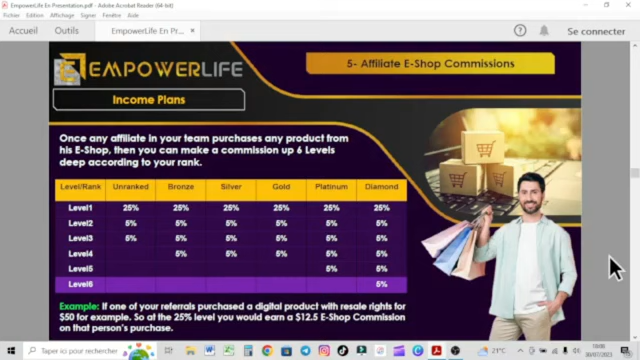 EmpowerLife En Presentation.pdf - Adobe Acrobat Reader (64-bit)
Fichier Edition Affichage Signer Fenêtre Aide
Accueil Outils EmpowerLife En Pr... × Se connecter
EMPOWERLIFE
5- Affiliate E-Shop Commissions
Income Plans
Once any affiliate in your team purchases any product from
his E-Shop, then you can make a commission up 6 Levels
deep according to your rank.
Level/Rank Unranked Bronze Silver Gold Platinum Diamond
Level1 25% 25% 25% 25% 25% 25%
Level2 5% 5% 5% 5% 5% 5%
Level3 5% 5% 5% 5% 5% 5%
Level4 5% 5% 5% 5% 5%
Level5 5% 5%
Level6 5%
Example: If one of your referrals purchased a digital product with resale rights for
$50 for example. So at the 25% level you would earn a $12.5 E-Shop Commission
on that person's purchase.
Taper ici pour rechercher 21°C 18:08
30/07/2023